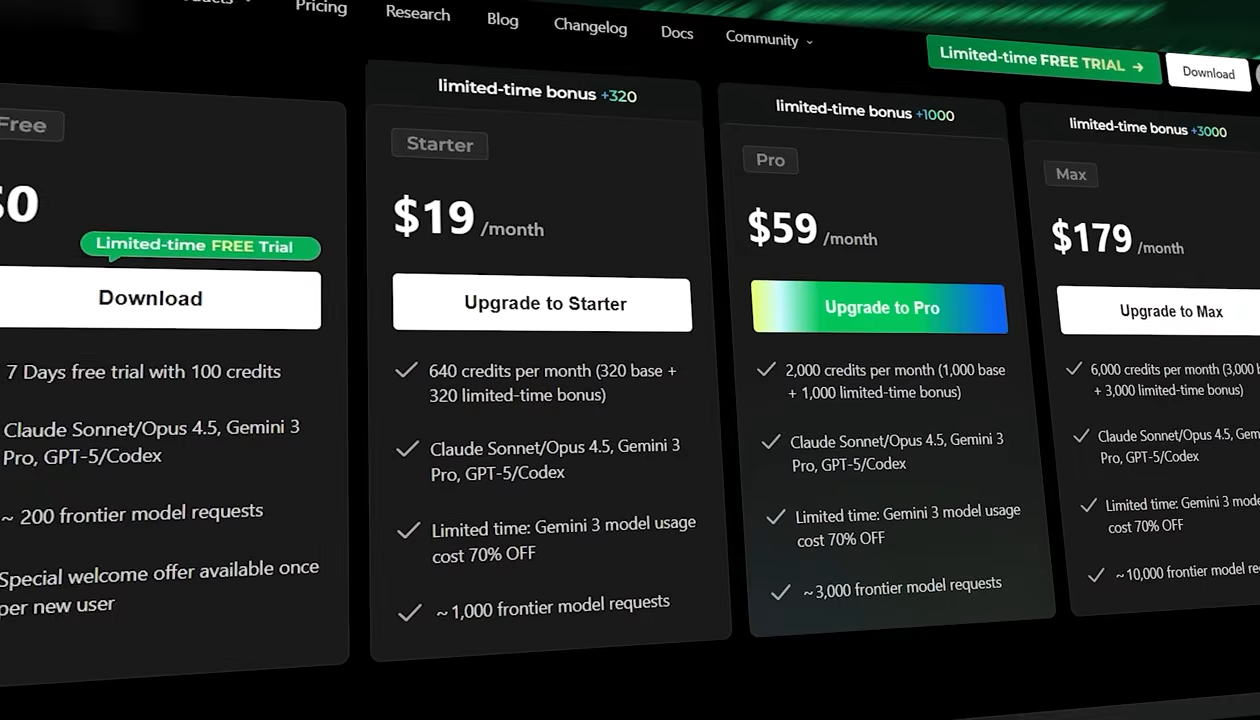 Pricing
Research
Blog
Changelog
Docs
Community
Limited-time FREE TRIAL →
Download
Free
$0
Limited-time FREE Trial
Download
7 Days free trial with 100 credits
Claude Sonnet/Opus 4.5, Gemini 3
Pro, GPT-5/Codex
~ 200 frontier model requests
Special welcome offer available once
per new user
limited-time bonus +320
Starter
$19 /month
Upgrade to Starter
640 credits per month (320 base +
320 limited-time bonus)
Claude Sonnet/Opus 4.5, Gemini 3
Pro, GPT-5/Codex
Limited time: Gemini 3 model usage
cost 70% OFF
~ 1,000 frontier model requests
limited-time bonus +1000
Pro
$59 /month
Upgrade to Pro
2,000 credits per month (1,000 base
+ 1,000 limited-time bonus)
Claude Sonnet/Opus 4.5, Gemini 3
Pro, GPT-5/Codex
Limited time: Gemini 3 model usage
cost 70% OFF
~ 3,000 frontier model requests
limited-time bonus +3000
Max
$179 /month
Upgrade to Max
6,000 credits per month (3,000 b
+ 3,000 limited-time bonus)
Claude Sonnet/Opus 4.5, Gem
Pro, GPT-5/Codex
Limited time: Gemini 3 mode
cost 70% OFF
~ 10,000 frontier model re